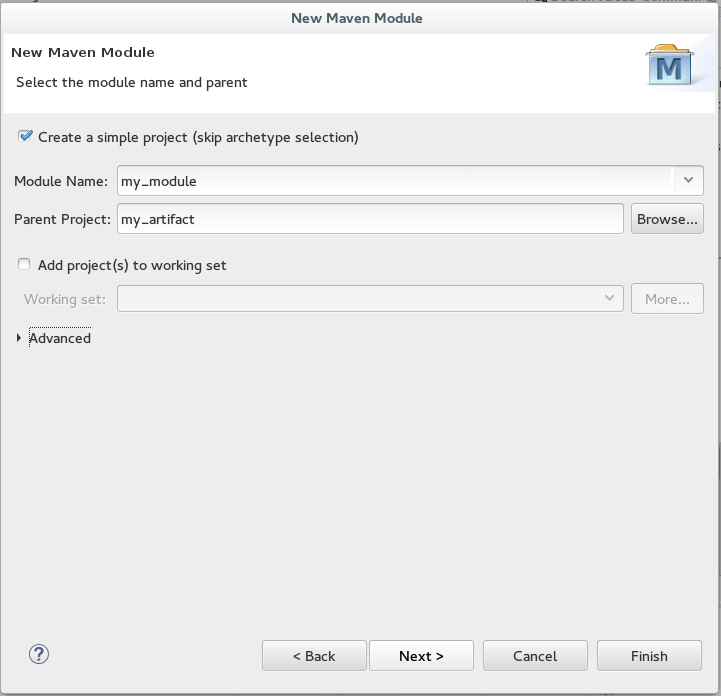 New Maven Module
New Maven Module
Select the module name and parent
M
Create a simple project (skip archetype selection)
Module Name: my_module
Parent Project: my_artifact Browse...
Add project(s) to working set
Working set: More...
Advanced
? < Back Next > Cancel Finish